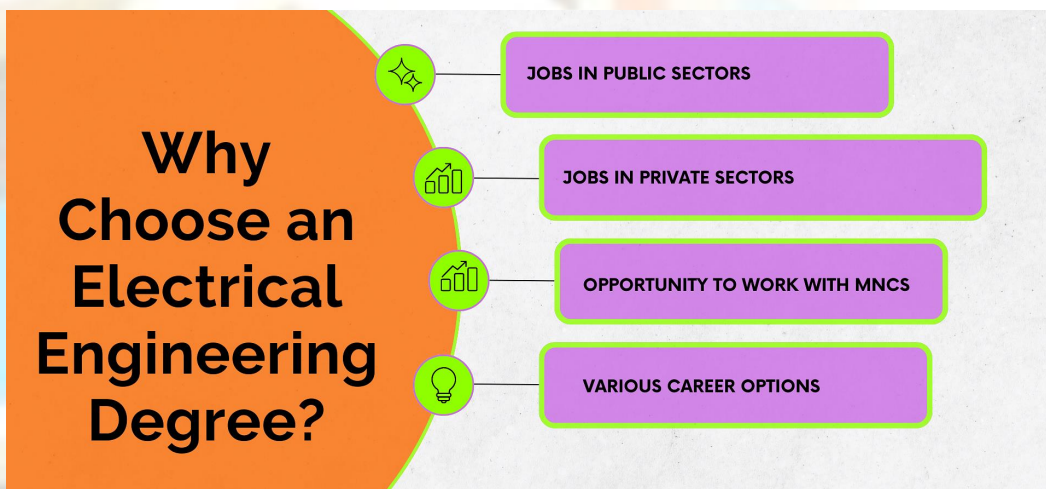 Why
Choose an
Electrical
Engineering
Degree?
JOBS IN PUBLIC SECTORS
JOBS IN PRIVATE SECTORS
OPPORTUNITY TO WORK WITH MNCS
VARIOUS CAREER OPTIONS